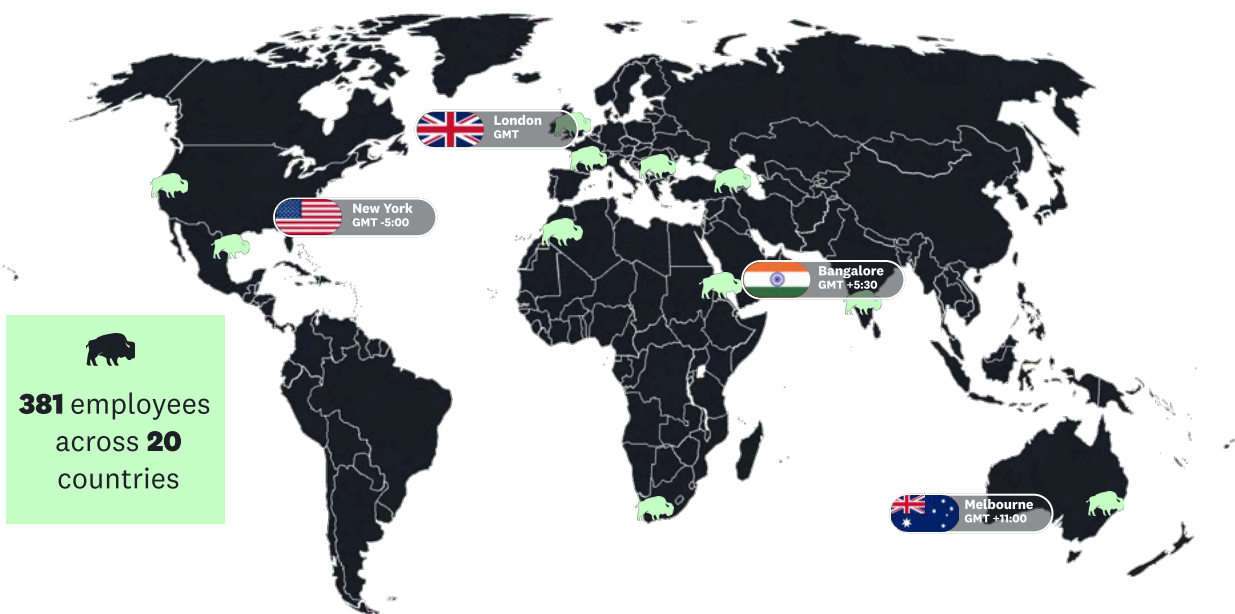 London
GMT
New York
GMT -5:00
Bangalore
GMT +5:30
381 employees
across 20
countries
Melbourne
GMT +11:00